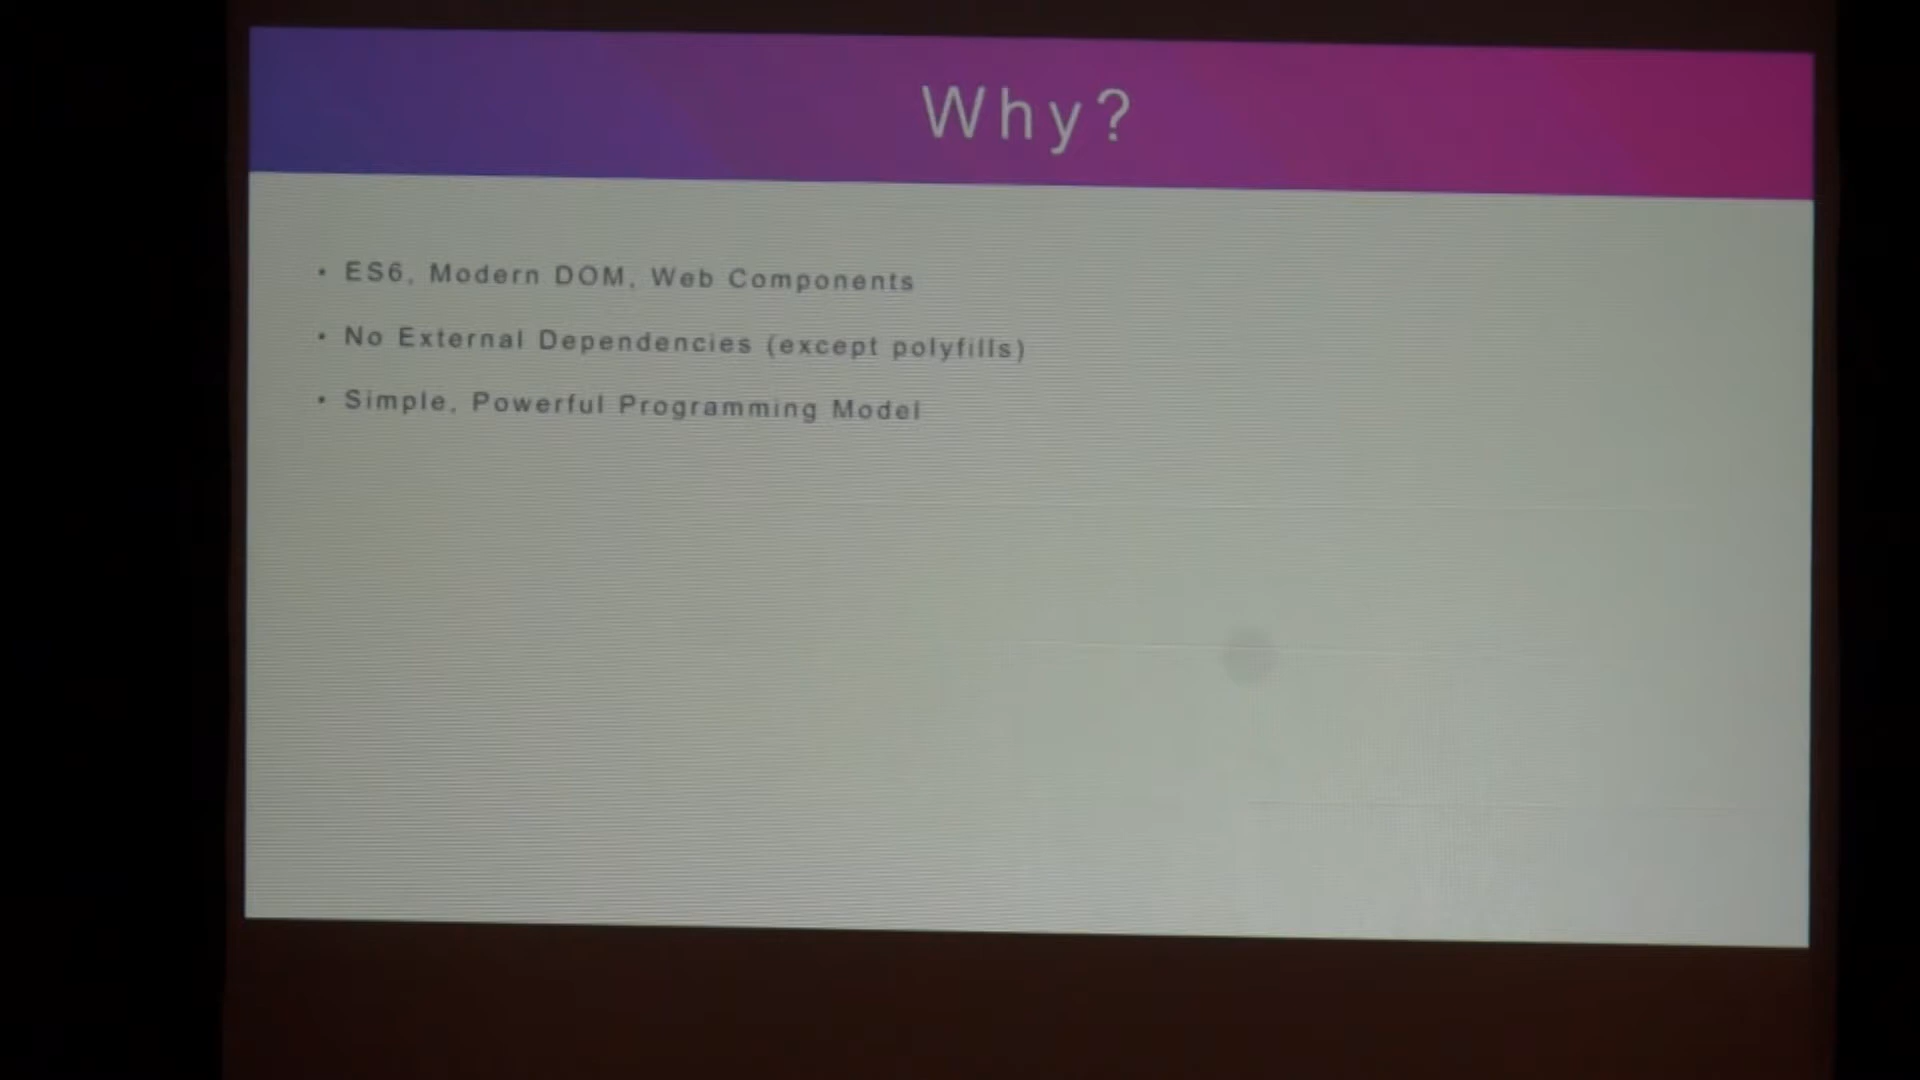 Why?
• ES6, Modern DOM, Web Components
• No External Dependencies (except polyfills)
• Simple, Powerful Programming Model